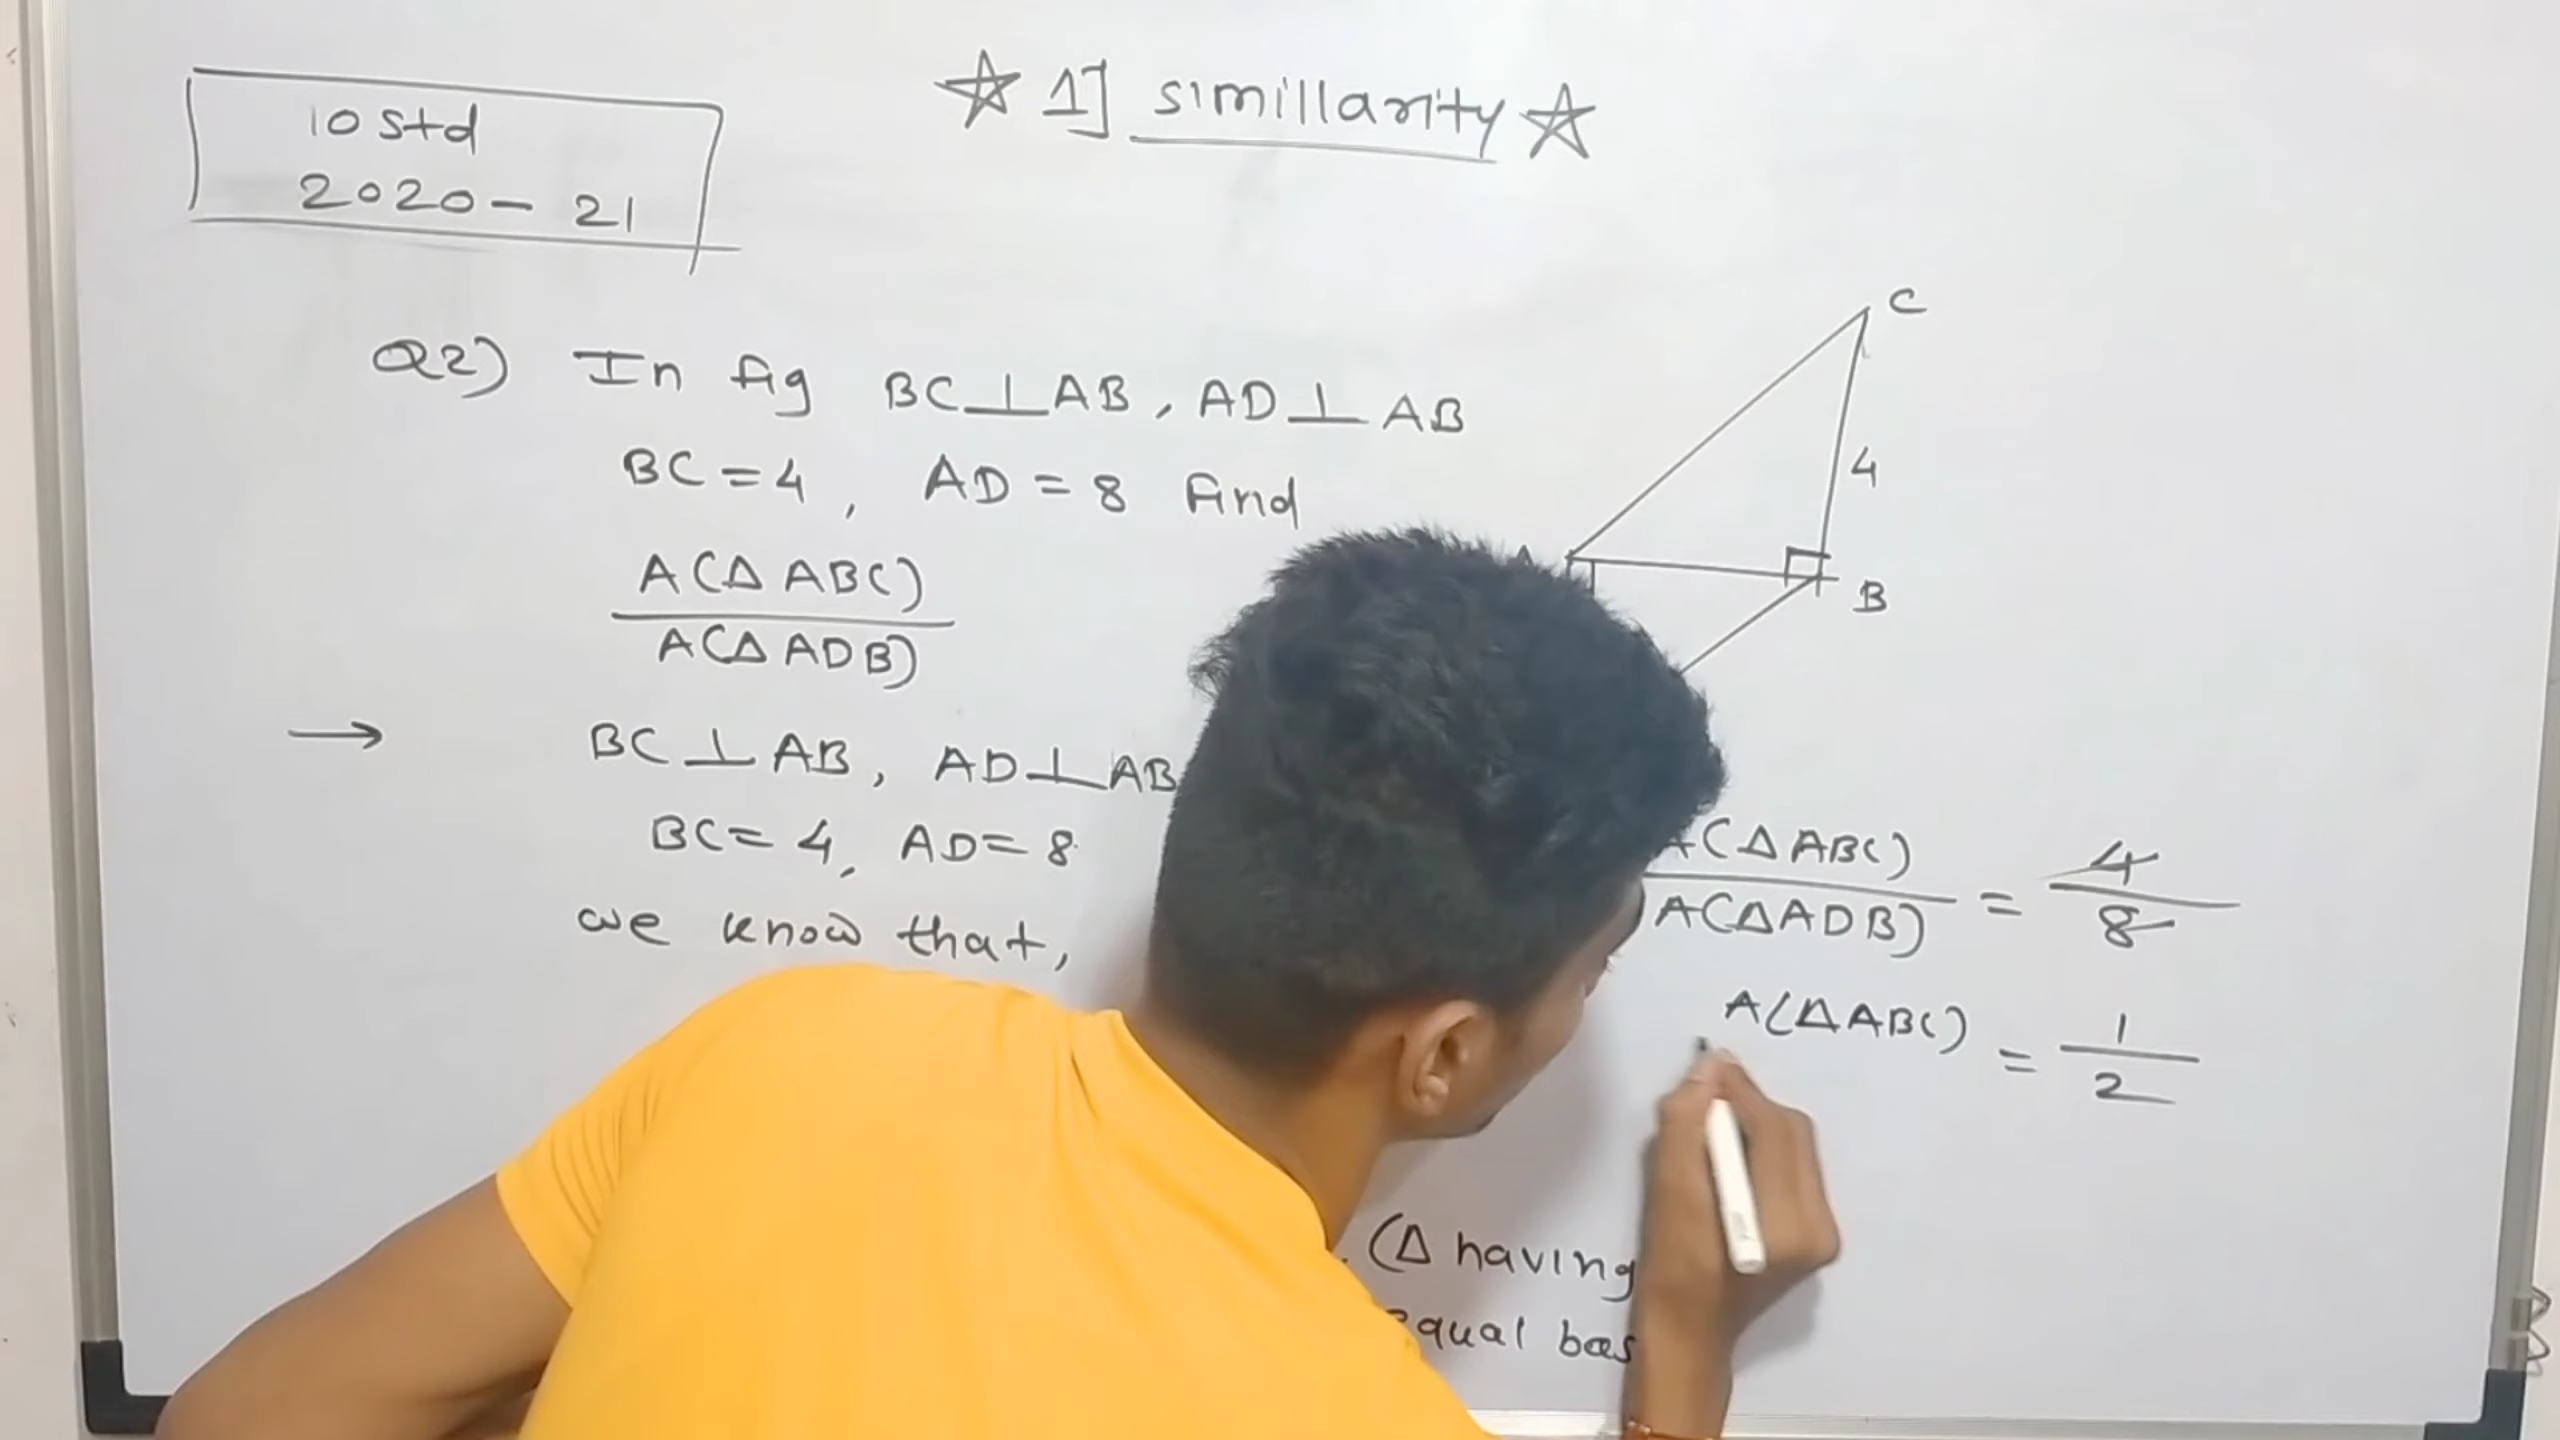 10 std
2020 - 21
☆ 1] simillarity ☆
Q2) In fig BC ⊥ AB, AD ⊥ AB
BC = 4, AD = 8 find
A(Δ ABC)
A(Δ ADB)
→ BC ⊥ AB, AD ⊥ AB
BC = 4, AD = 8
we know that,
C
4
A
B
A(Δ ABC) / A(Δ ADB) = 4 / 8
A(Δ ABC) = 1 / 2
(Δ having